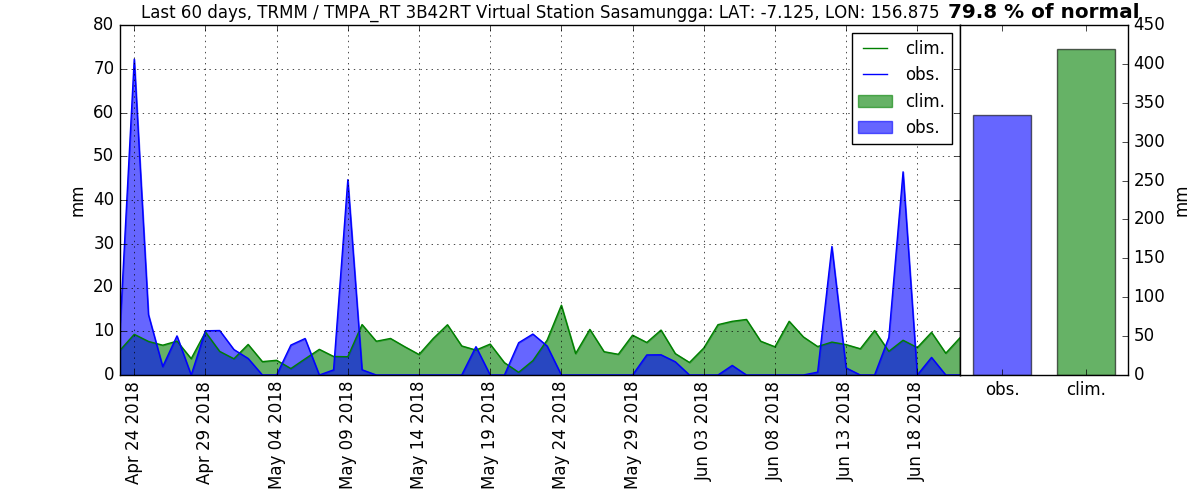 Last 60 days, TRMM / TMPA_RT 3B42RT Virtual Station Sasamungga: LAT: -7.125, LON: 156.875
79.8 % of normal
80
70
60
50
40
30
20
10
0
mm
clim.
obs.
clim.
obs.
Apr 24 2018
Apr 29 2018
May 04 2018
May 09 2018
May 14 2018
May 19 2018
May 24 2018
May 29 2018
Jun 03 2018
Jun 08 2018
Jun 13 2018
Jun 18 2018
450
400
350
300
250
200
150
100
50
0
mm
obs.
clim.